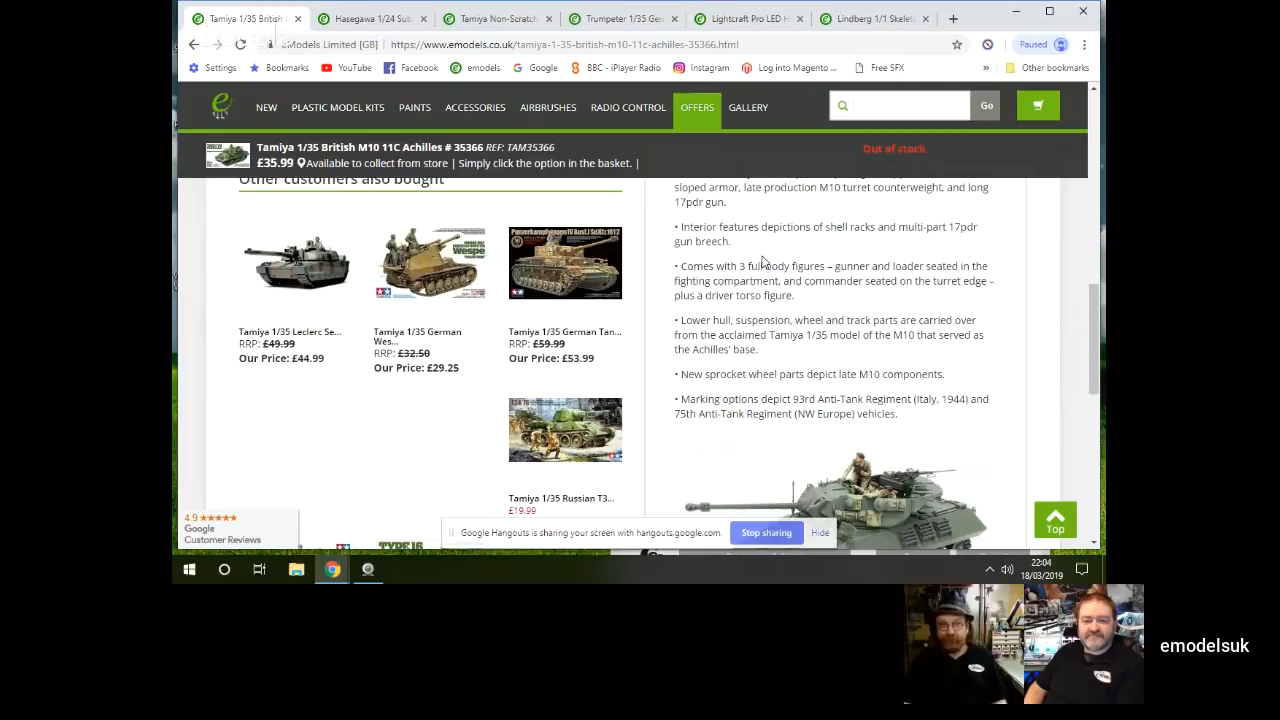 Tamiya 1/35 British
Hasegawa 1/24 Sub
Tamiya Non-Scratch
Trumpeter 1/35 Ger
Lightcraft Pro LED H
Lindberg 1/1 Skelet
eModels Limited [GB]
https://www.emodels.co.uk/tamiya-1-35-british-m10-11c-achilles-35366.html
Paused
Settings
Bookmarks
YouTube
Facebook
emodels
Google
BBC - iPlayer Radio
Instagram
Log into Magento ...
Free SFX
»
Other bookmarks
NEW
PLASTIC MODEL KITS
PAINTS
ACCESSORIES
AIRBRUSHES
RADIO CONTROL
OFFERS
GALLERY
Go
Tamiya 1/35 British M10 11C Achilles # 35366 REF: TAM35366
£35.99 Available to collect from store | Simply click the option in the basket. |
Out of stock.
Other customers also bought
Wespe
Panzerkampfwagen IV Ausf.J Sd.Kfz.161/2
Tamiya 1/35 Leclerc Se...
RRP: £49.99
Our Price: £44.99
Tamiya 1/35 German
Wes...
RRP: £32.50
Our Price: £29.25
Tamiya 1/35 German Tan...
RRP: £59.99
Our Price: £53.99
Tamiya 1/35 Russian T3...
£19.99
sloped armor, late production M10 turret counterweight, and long
17pdr gun.
• Interior features depictions of shell racks and multi-part 17pdr
gun breech.
• Comes with 3 full-body figures – gunner and loader seated in the
fighting compartment, and commander seated on the turret edge –
plus a driver torso figure.
• Lower hull, suspension, wheel and track parts are carried over
from the acclaimed Tamiya 1/35 model of the M10 that served as
the Achilles' base.
• New sprocket wheel parts depict late M10 components.
• Marking options depict 93rd Anti-Tank Regiment (Italy, 1944) and
75th Anti-Tank Regiment (NW Europe) vehicles.
4.9
Google
Customer Reviews
TYPE 16
Google Hangouts is sharing your screen with hangouts.google.com.
Stop sharing
Hide
Top
22:04
18/03/2019
emodelsuk